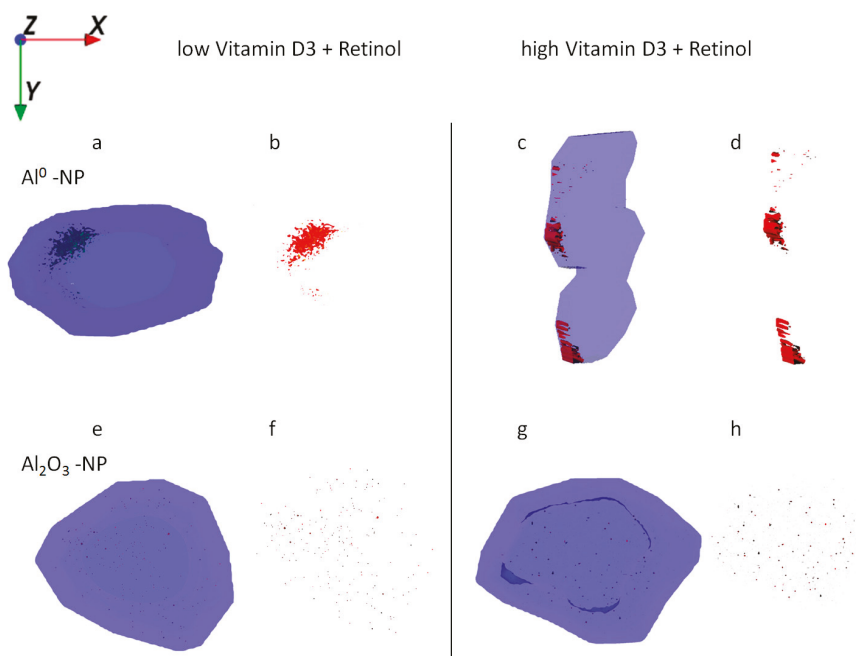 Z X
Y
low Vitamin D3 + Retinol
high Vitamin D3 + Retinol
a b c d
Al⁰ -NP
e f g h
Al₂O₃ -NP